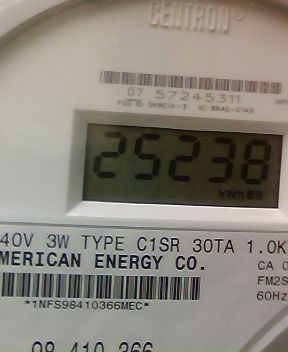 CENTRON®
07 57245311
25238
kWh
40V 3W TYPE C1SR 30TA 1.0K
MERICAN ENERGY CO.
CA 0
FM2S
60Hz
*1NFS98410366MEC*
98 410 366